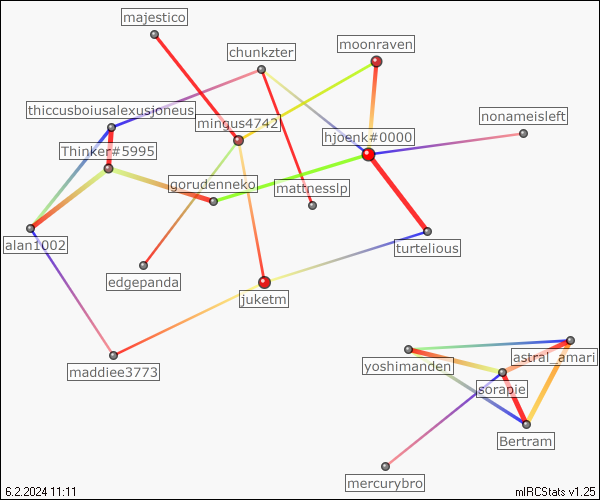 majestico
moonraven
chunkzter
thiccusboiusalexusjoneus
nonameisleft
mingus4742
hjoenk#0000
Thinker#5995
gorudenneko
mattnesslp
alan1002
turtelious
edgepanda
juketm
maddiee3773
yoshimanden
astral_amari
sorapie
Bertram
mercurybro
6.2.2024 11:11
mIRCStats v1.25